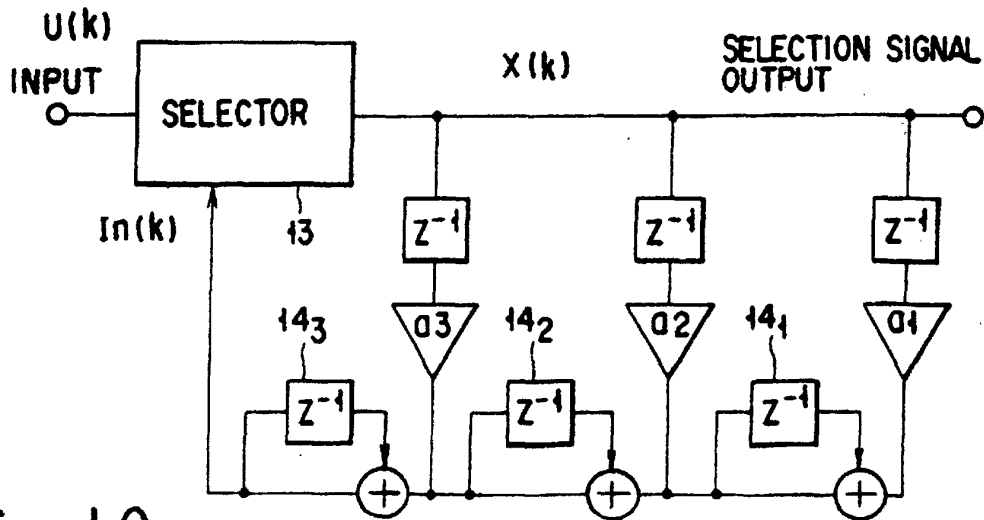 U(k)
INPUT
SELECTOR
X(k)
SELECTION SIGNAL
OUTPUT
In(k)
13
Z⁻¹
Z⁻¹
Z⁻¹
a3
a2
a1
14₃
14₂
14₁
Z⁻¹
Z⁻¹
Z⁻¹
+
+
+